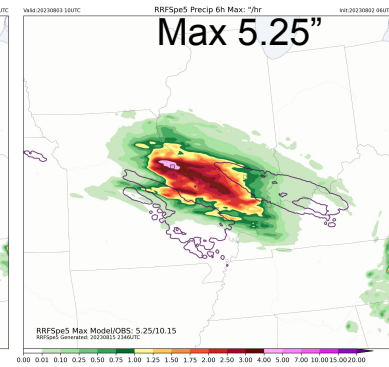 UTC Valid:20230803 10UTC RRFSpe5 Precip 6h Max: "/hr Init:20230802 06UT
Max 5.25”
RRFSpe5 Max Model/OBS: 5.25/10.15
RRFSpe5 Generated: 20230815 2346UTC
0.00 0.01 0.10 0.25 0.50 0.75 1.00 1.25 1.50 1.75 2.00 2.50 3.00 4.00 5.00 7.00 10.00 15.00 20.00